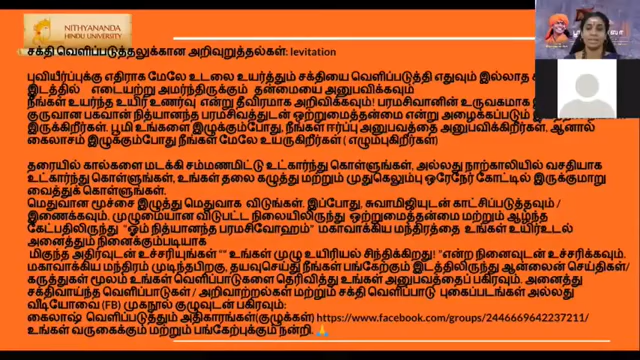 NITHYANANDA
HINDU UNIVERSITY
சக்தி வெளிப்படுத்தலுக்கான அறிவுறுத்தல்கள்: levitation
புவியீர்ப்புக்கு எதிராக மேலே உடலை உயர்த்தும் சக்தியை வெளிப்படுத்தி எதுவும் இல்லாத
இடத்தில் எடையற்று அமர்ந்திருக்கும் தன்மையை அனுபவிக்கவும்
நீங்கள் உயர்ந்த உயிர் உணர்வு என்று தீவிரமாக அறிவிக்கவும்! பரமசிவானின் உருவகமாக
குருவான பகவான் நித்யானந்த பரமசிவத்துடன் ஒற்றுமைத்தன்மை என்று அழைக்கப்படும்
இருக்கிறீர்கள். பூமி உங்களை இழுக்கும்போது, நீங்கள் ஈர்ப்பு அனுபவத்தை அனுபவிக்கிறீர்கள், ஆனால்
கைலாசம் இழுக்கும்போது நீங்கள் மேலே உயருகிறீர்கள் ( எழும்புகிறீர்கள்)
தரையில் கால்களை மடக்கி சம்மணமிட்டு உட்கார்ந்து கொள்ளுங்கள், அல்லது நாற்காலியில் வசதியாக
உட்கார்ந்து கொள்ளுங்கள், உங்கள் தலை கழுத்து மற்றும் முதுகெலும்பு ஒரேநேர் கோட்டில் இருக்குமாறு
வைத்துக் கொள்ளுங்கள்.
மெதுவான மூச்சை இழுத்து மெதுவாக விடுங்கள். இப்போது, சுவாமிஜியுடன் காட்சிப்படுத்தவும் /
இணைக்கவும். முழுமையான விடுபட்ட நிலையிலிருந்து ஒற்றுமைத்தன்மை மற்றும் ஆழ்ந்த
கேட்பதிலிருந்து "ஓம் நித்யானந்த பரமசிவோஹம்" மகாவாக்கிய மந்திரத்தை உங்கள் உயிர்உடல்
அனைத்தும் நினைக்கும்படியாக
மிகுந்த அதிர்வுடன் உச்சரியுங்கள் "" உங்கள் முழு உயிரியல் சிந்திக்கிறது! "என்ற நினைவுடன் உச்சரிக்கவும்.
மகாவாக்கிய மந்திரம் முடிந்தபிறகு, தயவுசெய்து நீங்கள் பங்கேற்கும் இடத்திலிருந்து ஆன்லைன் செய்திகள்/
கருத்துகள் மூலம் உங்கள் வெளிப்பாடுகளை தெரிவித்து உங்கள் அனுபவத்தைப் பகிரவும். அனைத்து
சக்திவாய்ந்த வெளிப்பாடுகள் / அறிவாற்றல்கள் மற்றும் சக்தி வெளிப்பாடு புகைப்படங்கள் அல்லது
வீடியோவை (FB) முகநூல் குழுவுடன் பகிரவும்:
கைலாஷ் வெளிப்படுத்தும் அதிகாரங்கள்(குழுக்கள்) https://www.facebook.com/groups/2446669642237211/
உங்கள் வருகைக்கும் மற்றும் பங்கேற்புக்கும் நன்றி. 🙏